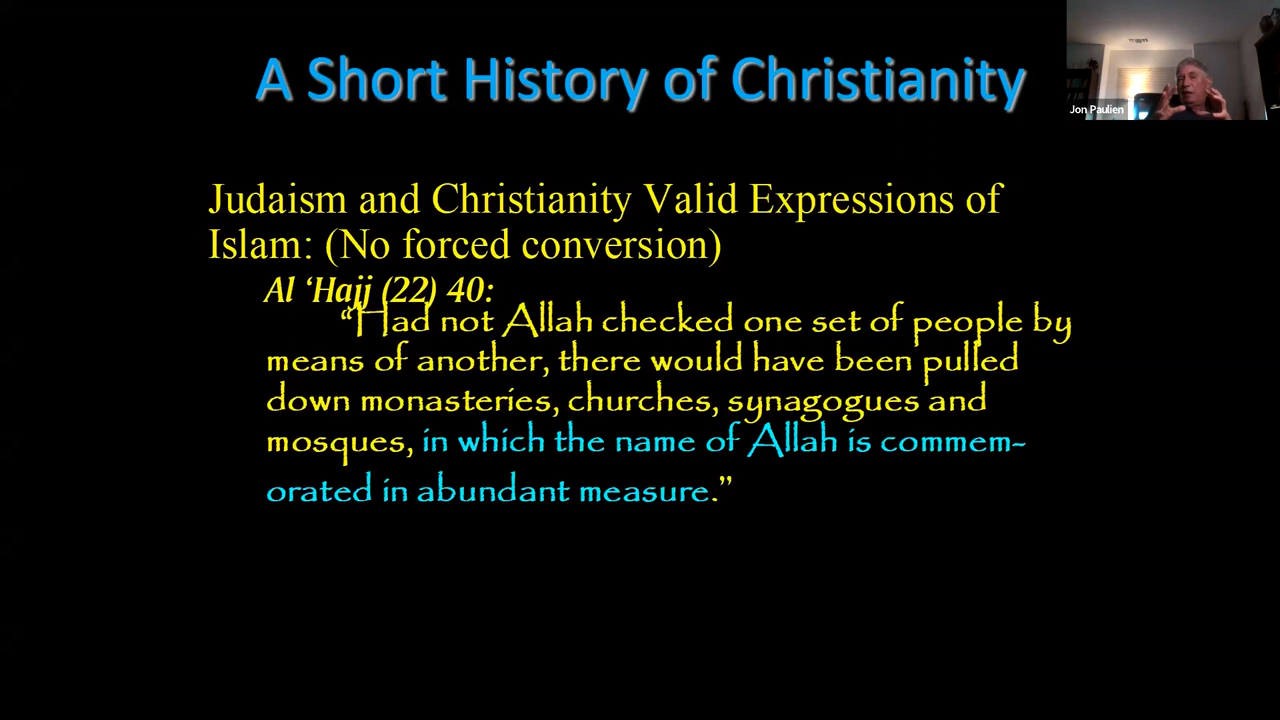 A Short History of Christianity
Jon Paulien
Judaism and Christianity Valid Expressions of
Islam: (No forced conversion)
Al ‘Hajj (22) 40:
“Had not Allah checked one set of people by
means of another, there would have been pulled
down monasteries, churches, synagogues and
mosques, in which the name of Allah is commem-
orated in abundant measure.”